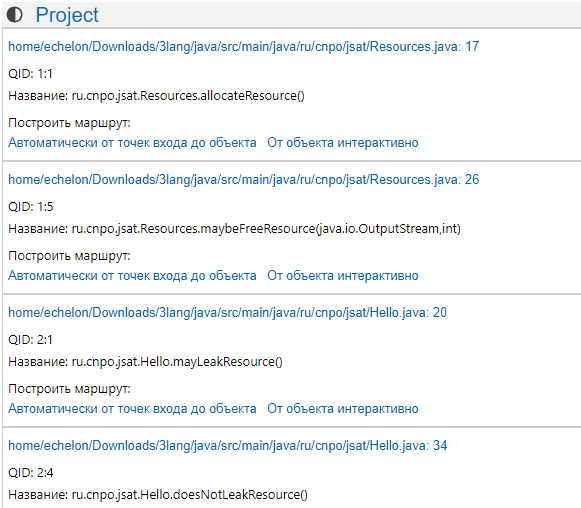 Project
home/echelon/Downloads/3lang/java/src/main/java/ru/cnpo/jsat/Resources.java: 17
QID: 1:1
Название: ru.cnpo.jsat.Resources.allocateResource()
Построить маршрут:
Автоматически от точек входа до объекта От объекта интерактивно
home/echelon/Downloads/3lang/java/src/main/java/ru/cnpo/jsat/Resources.java: 26
QID: 1:5
Название: ru.cnpo.jsat.Resources.maybeFreeResource(java.io.OutputStream,int)
Построить маршрут:
Автоматически от точек входа до объекта От объекта интерактивно
home/echelon/Downloads/3lang/java/src/main/java/ru/cnpo/jsat/Hello.java: 20
QID: 2:1
Название: ru.cnpo.jsat.Hello.mayLeakResource()
Построить маршрут:
Автоматически от точек входа до объекта От объекта интерактивно
home/echelon/Downloads/3lang/java/src/main/java/ru/cnpo/jsat/Hello.java: 34
QID: 2:4
Название: ru.cnpo.jsat.Hello.doesNotLeakResource()